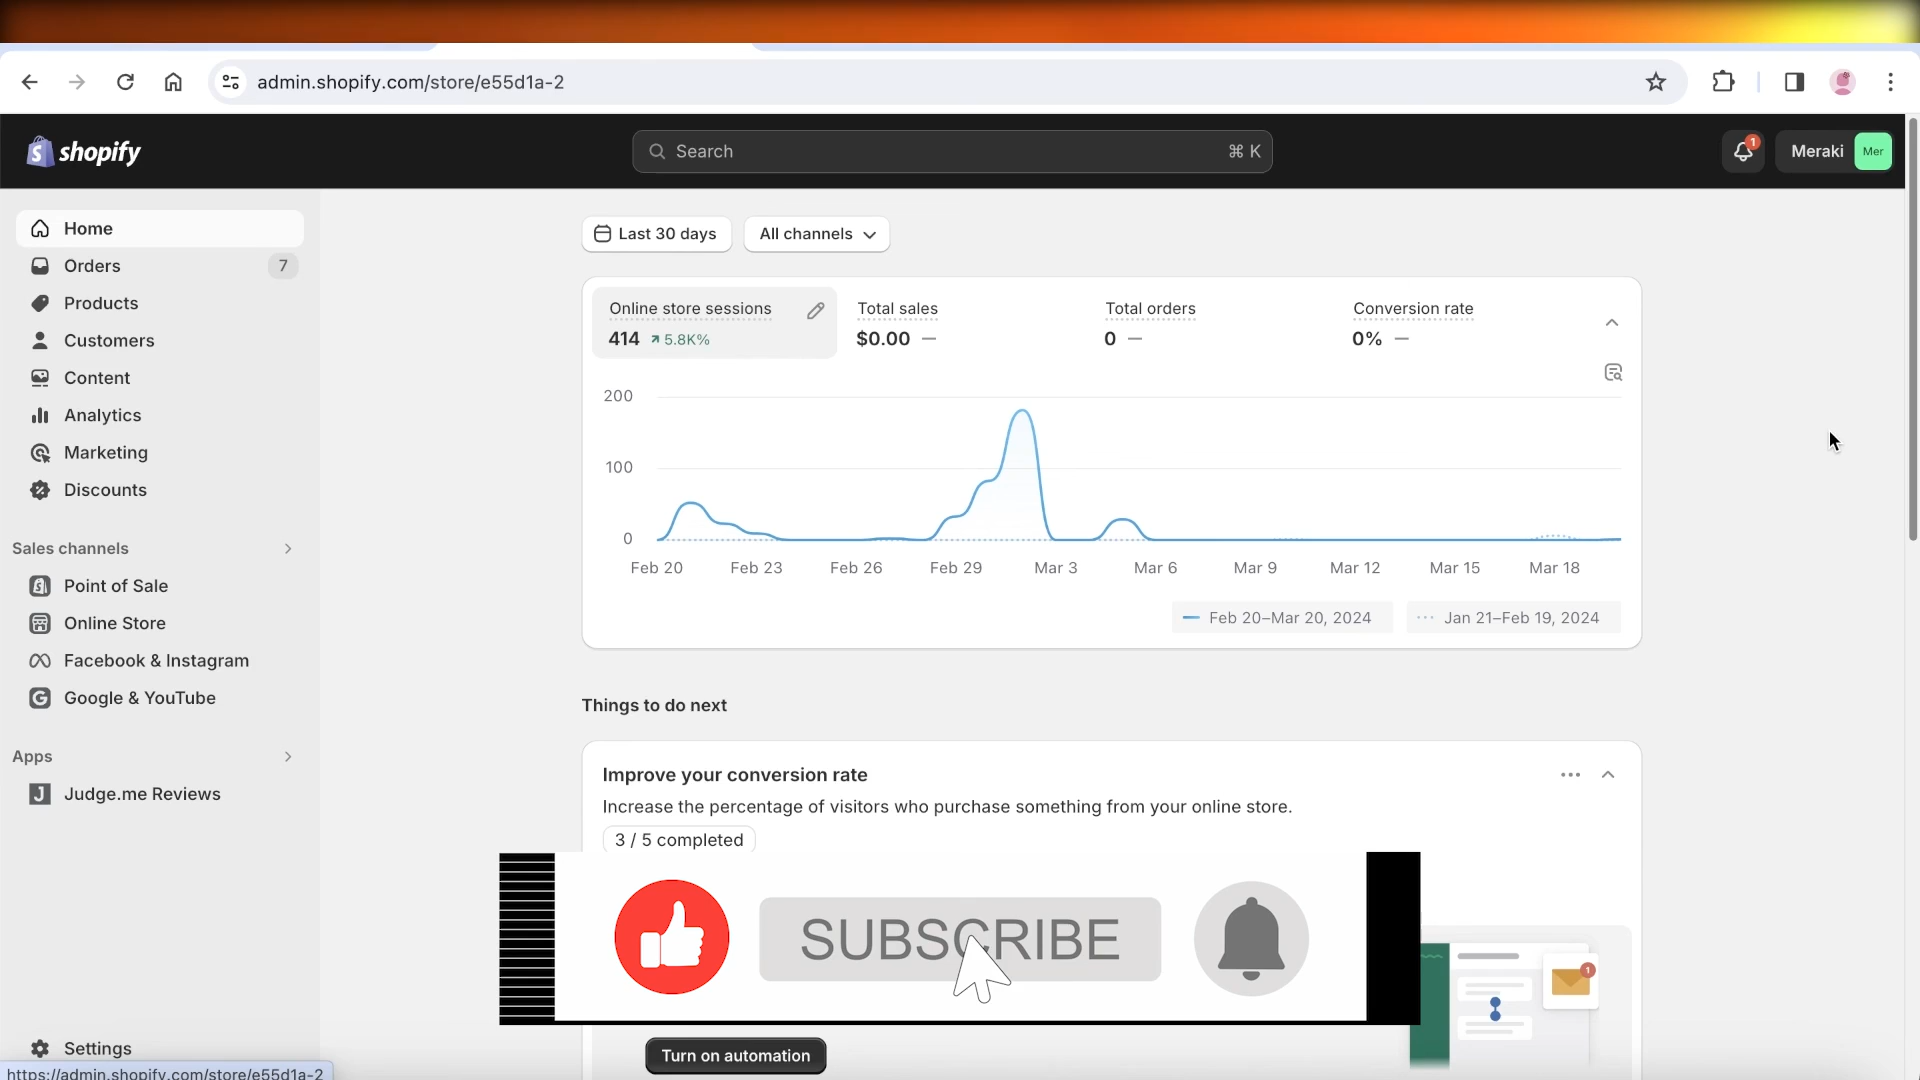 admin.shopify.com/store/e55d1a-2
shopify
Search
⌘ K
1
Meraki
Mer
Home
Orders
7
Products
Customers
Content
Analytics
Marketing
Discounts
Sales channels
Point of Sale
Online Store
Facebook & Instagram
Google & YouTube
Apps
Judge.me Reviews
Settings
https://admin.shopify.com/store/e55d1a-2
Last 30 days
All channels
Online store sessions
414 5.8K%
Total sales
$0.00 —
Total orders
0 —
Conversion rate
0% —
200
100
0
Feb 20 Feb 23 Feb 26 Feb 29 Mar 3 Mar 6 Mar 9 Mar 12 Mar 15 Mar 18
Feb 20–Mar 20, 2024
Jan 21–Feb 19, 2024
Things to do next
Improve your conversion rate
Increase the percentage of visitors who purchase something from your online store.
3 / 5 completed
SUBSCRIBE
1
Turn on automation